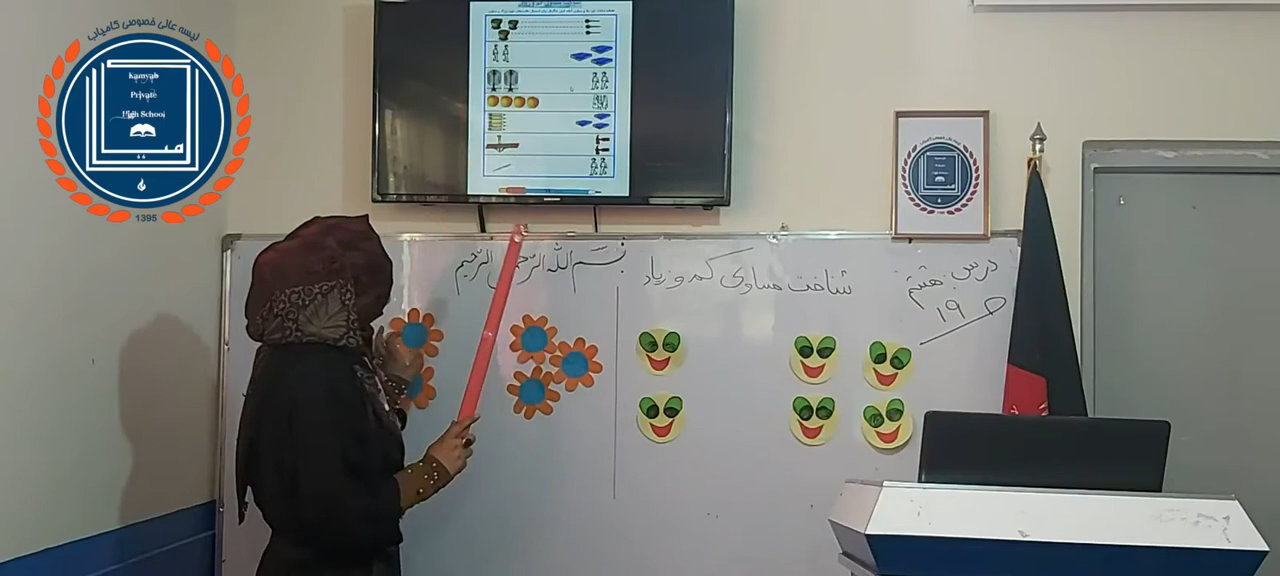 لیسه عالی خصوصی کامیاب
Kamyab
Private
High School
1395
بسم الله الرحمن الرحیم
شناخت مساوی کم و زیاد
درس هشتم
ص ۱۹